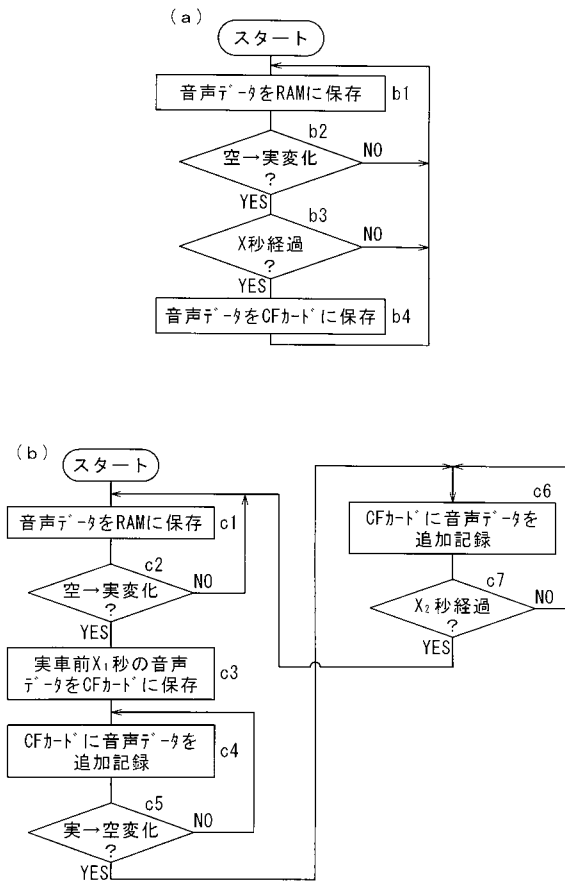 (a)
スタート
音声ﾃﾞｰﾀをRAMに保存 b1
b2
空→実変化 NO
?
YES
b3
X秒経過 NO
?
YES
音声ﾃﾞｰﾀをCFｶｰﾄﾞに保存 b4
(b)
スタート
音声ﾃﾞｰﾀをRAMに保存 c1
c2
空→実変化 NO
?
YES
実車前X₁秒の音声
ﾃﾞｰﾀをCFｶｰﾄﾞに保存 c3
CFｶｰﾄﾞに音声ﾃﾞｰﾀを
追加記録 c4
c5
実→空変化 NO
?
YES
c6
CFｶｰﾄﾞに音声ﾃﾞｰﾀを
追加記録
c7
X₂秒経過 NO
?
YES